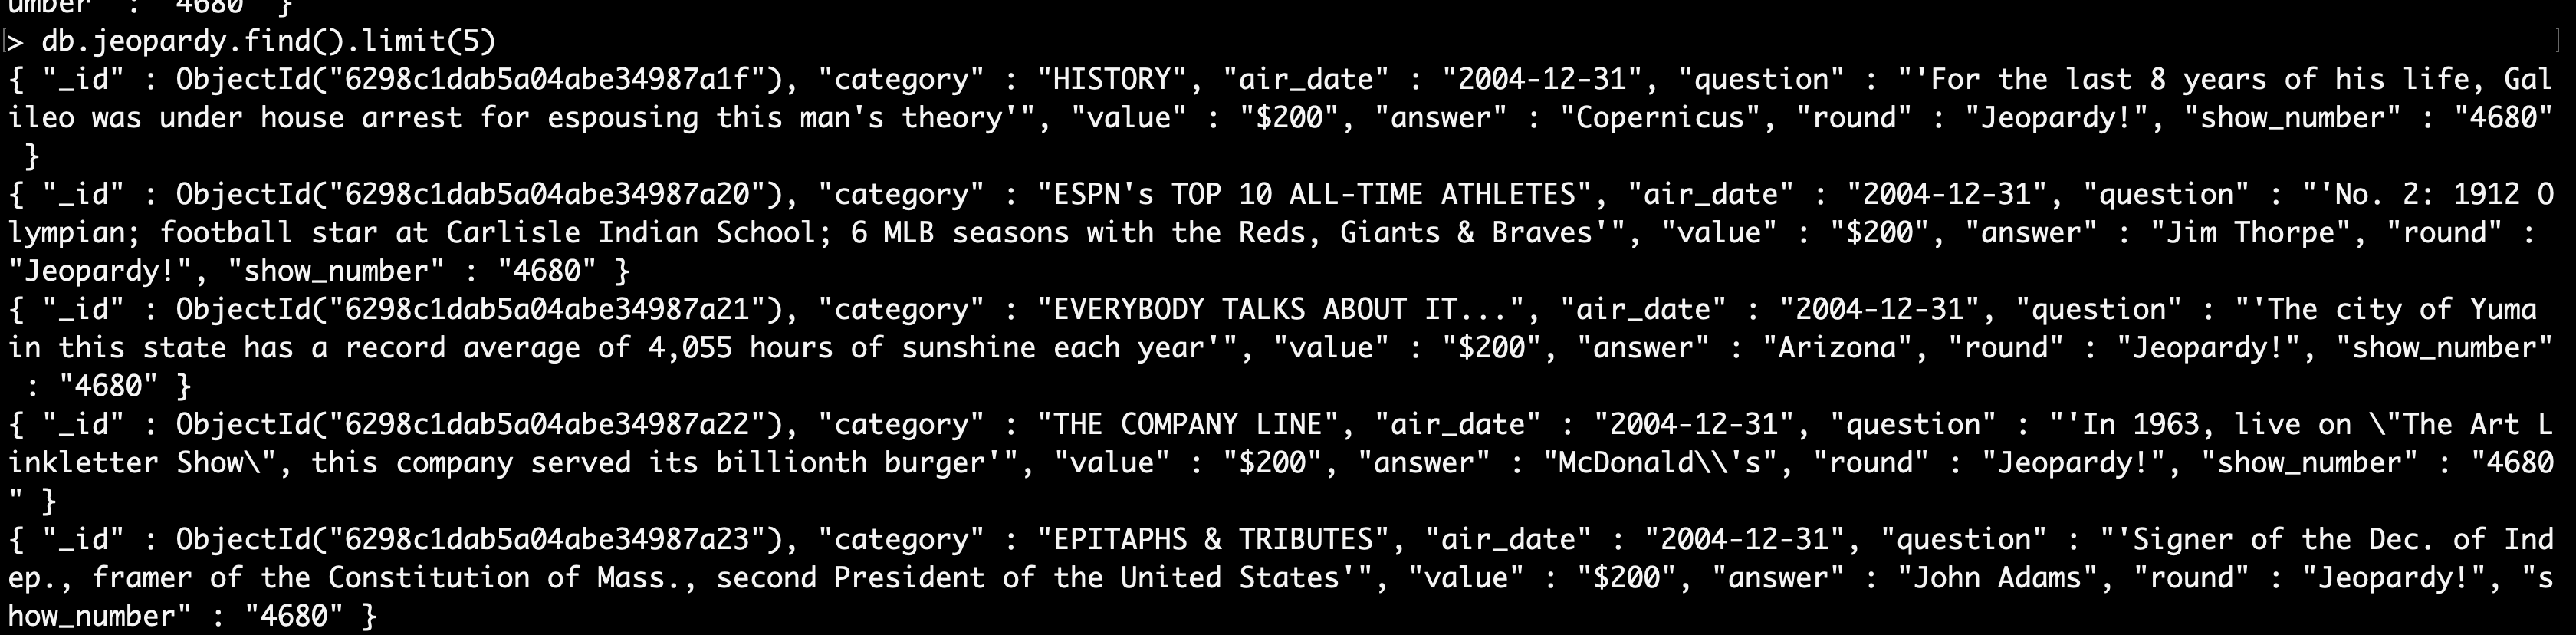 umber" : "4680" }
> db.jeopardy.find().limit(5)
{ "_id" : ObjectId("6298c1dab5a04abe34987a1f"), "category" : "HISTORY", "air_date" : "2004-12-31", "question" : "'For the last 8 years of his life, Gal
ileo was under house arrest for espousing this man's theory'", "value" : "$200", "answer" : "Copernicus", "round" : "Jeopardy!", "show_number" : "4680"
 }
{ "_id" : ObjectId("6298c1dab5a04abe34987a20"), "category" : "ESPN's TOP 10 ALL-TIME ATHLETES", "air_date" : "2004-12-31", "question" : "'No. 2: 1912 O
lympian; football star at Carlisle Indian School; 6 MLB seasons with the Reds, Giants & Braves'", "value" : "$200", "answer" : "Jim Thorpe", "round" :
"Jeopardy!", "show_number" : "4680" }
{ "_id" : ObjectId("6298c1dab5a04abe34987a21"), "category" : "EVERYBODY TALKS ABOUT IT...", "air_date" : "2004-12-31", "question" : "'The city of Yuma
in this state has a record average of 4,055 hours of sunshine each year'", "value" : "$200", "answer" : "Arizona", "round" : "Jeopardy!", "show_number"
 : "4680" }
{ "_id" : ObjectId("6298c1dab5a04abe34987a22"), "category" : "THE COMPANY LINE", "air_date" : "2004-12-31", "question" : "'In 1963, live on \"The Art L
inkletter Show\", this company served its billionth burger'", "value" : "$200", "answer" : "McDonald\\'s", "round" : "Jeopardy!", "show_number" : "4680
" }
{ "_id" : ObjectId("6298c1dab5a04abe34987a23"), "category" : "EPITAPHS & TRIBUTES", "air_date" : "2004-12-31", "question" : "'Signer of the Dec. of Ind
ep., framer of the Constitution of Mass., second President of the United States'", "value" : "$200", "answer" : "John Adams", "round" : "Jeopardy!", "s
how_number" : "4680" }